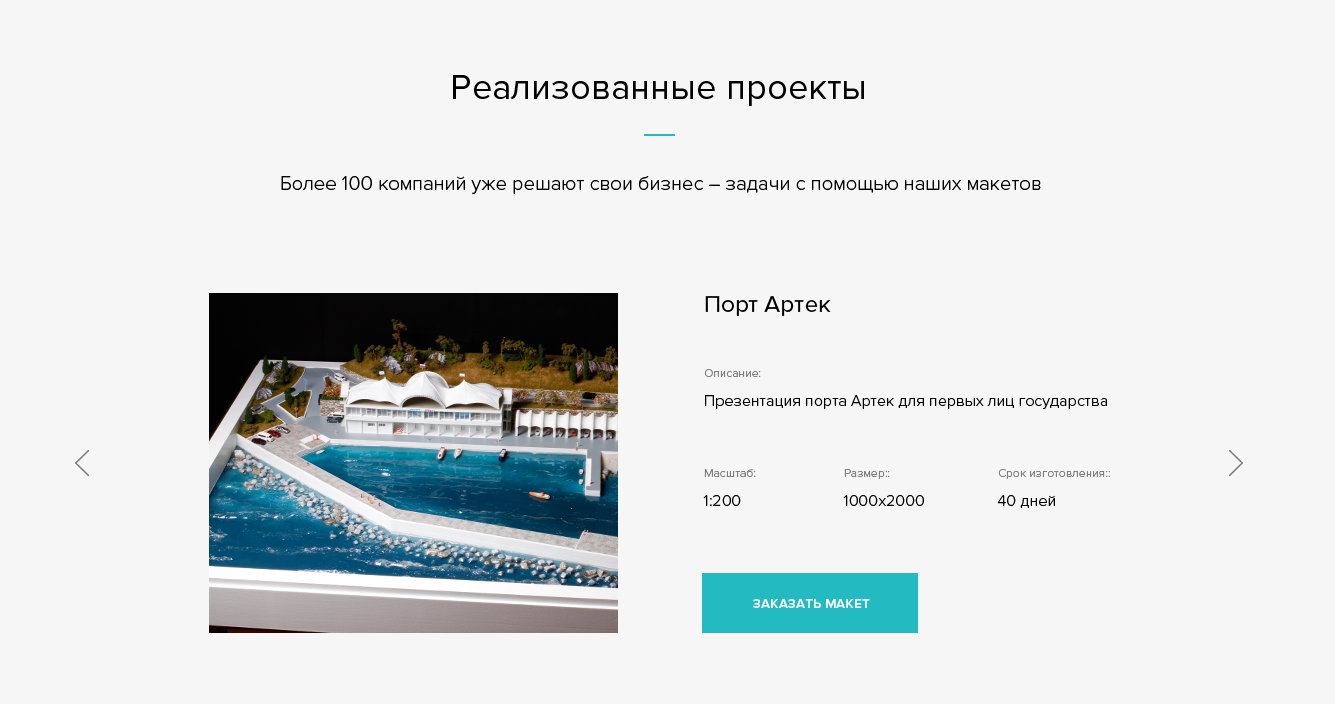 Реализованные проекты
Более 100 компаний уже решают свои бизнес – задачи с помощью наших макетов
Порт Артек
Описание:
Презентация порта Артек для первых лиц государства
Масштаб: Размер:: Срок изготовления::
1:200 1000x2000 40 дней
ЗАКАЗАТЬ МАКЕТ